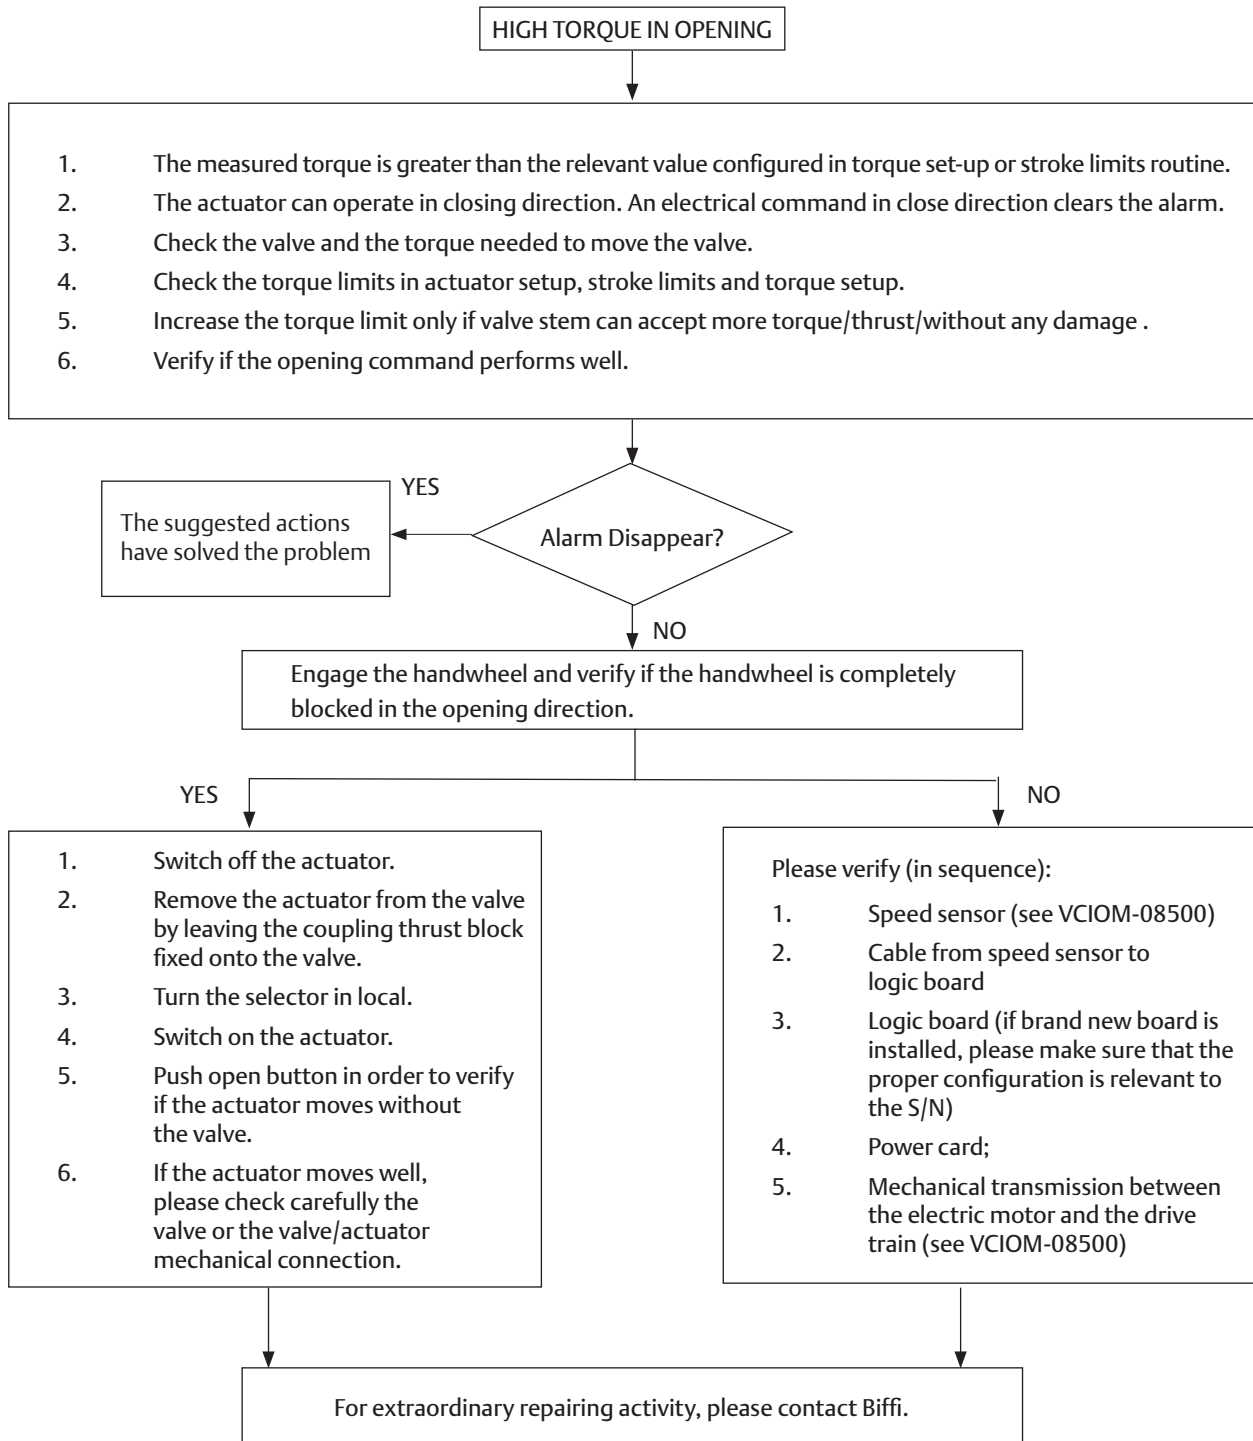 HIGH TORQUE IN OPENING
1. The measured torque is greater than the relevant value configured in torque set-up or stroke limits routine.
2. The actuator can operate in closing direction. An electrical command in close direction clears the alarm.
3. Check the valve and the torque needed to move the valve.
4. Check the torque limits in actuator setup, stroke limits and torque setup.
5. Increase the torque limit only if valve stem can accept more torque/thrust/without any damage .
6. Verify if the opening command performs well.
YES
The suggested actions
have solved the problem
Alarm Disappear?
NO
Engage the handwheel and verify if the handwheel is completely
blocked in the opening direction.
YES
NO
1. Switch off the actuator.
2. Remove the actuator from the valve
by leaving the coupling thrust block
fixed onto the valve.
3. Turn the selector in local.
4. Switch on the actuator.
5. Push open button in order to verify
if the actuator moves without
the valve.
6. If the actuator moves well,
please check carefully the
valve or the valve/actuator
mechanical connection.
Please verify (in sequence):
1. Speed sensor (see VCIOM-08500)
2. Cable from speed sensor to
logic board
3. Logic board (if brand new board is
installed, please make sure that the
proper configuration is relevant to
the S/N)
4. Power card;
5. Mechanical transmission between
the electric motor and the drive
train (see VCIOM-08500)
For extraordinary repairing activity, please contact Biffi.